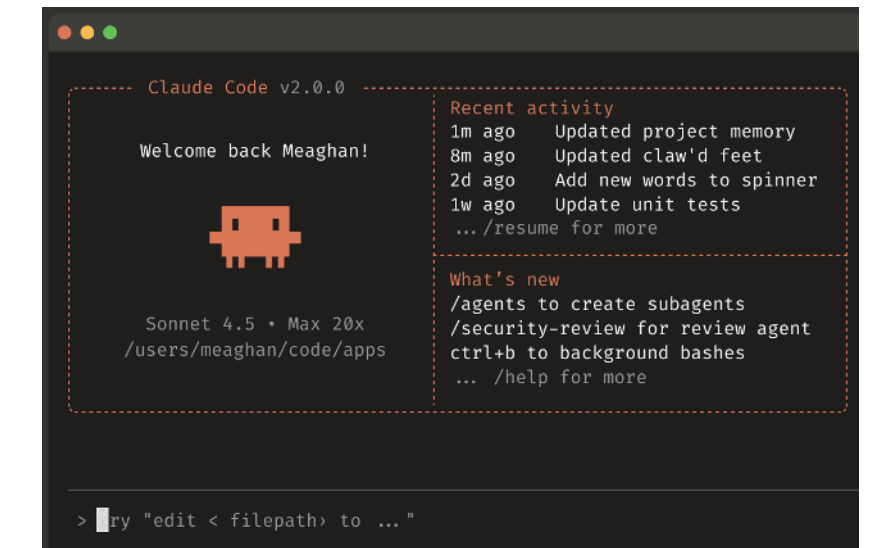 Claude Code v2.0.0
Welcome back Meaghan!
Sonnet 4.5 • Max 20x
/users/meaghan/code/apps
Recent activity
1m ago Updated project memory
8m ago Updated claw'd feet
2d ago Add new words to spinner
1w ago Update unit tests
.../resume for more
What's new
/agents to create subagents
/security-review for review agent
ctrl+b to background bashes
... /help for more
> ry "edit < filepath› to ..."